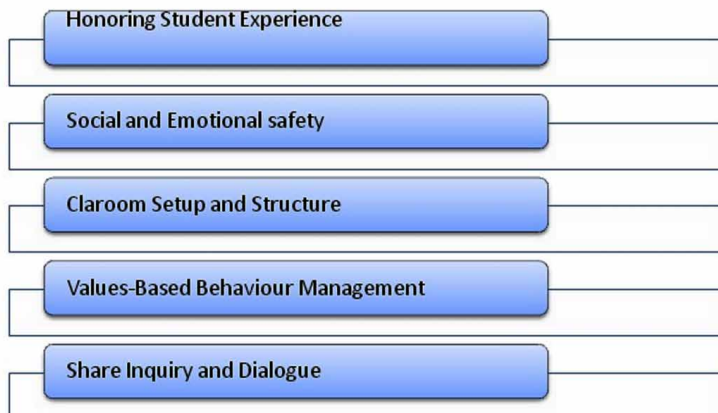 Honoring Student Experience
Social and Emotional safety
Claroom Setup and Structure
Values-Based Behaviour Management
Share Inquiry and Dialogue